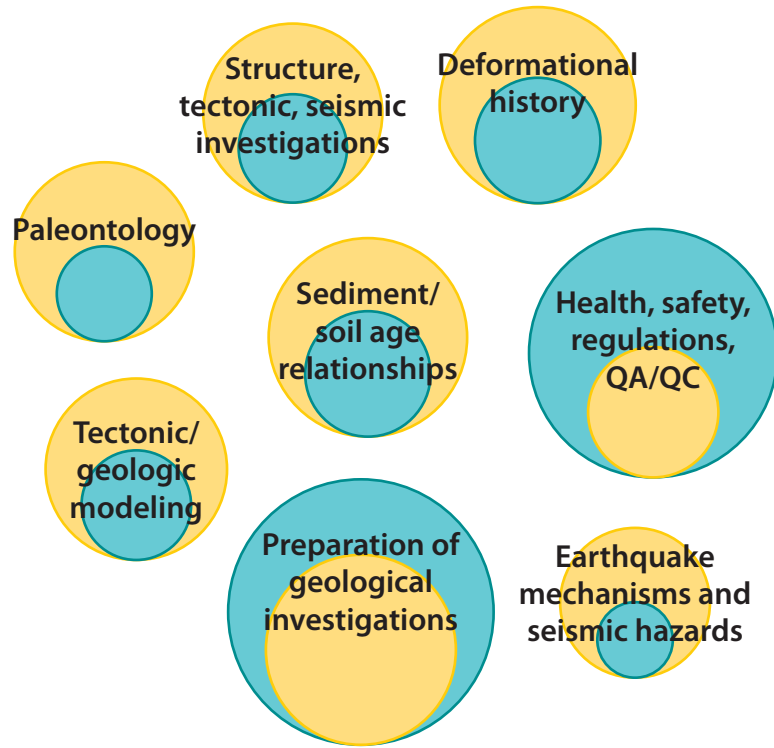 Structure,
tectonic, seismic
investigations
Deformational
history
Paleontology
Sediment/
soil age
relationships
Health, safety,
regulations,
QA/QC
Tectonic/
geologic
modeling
Preparation of
geological
investigations
Earthquake
mechanisms and
seismic hazards